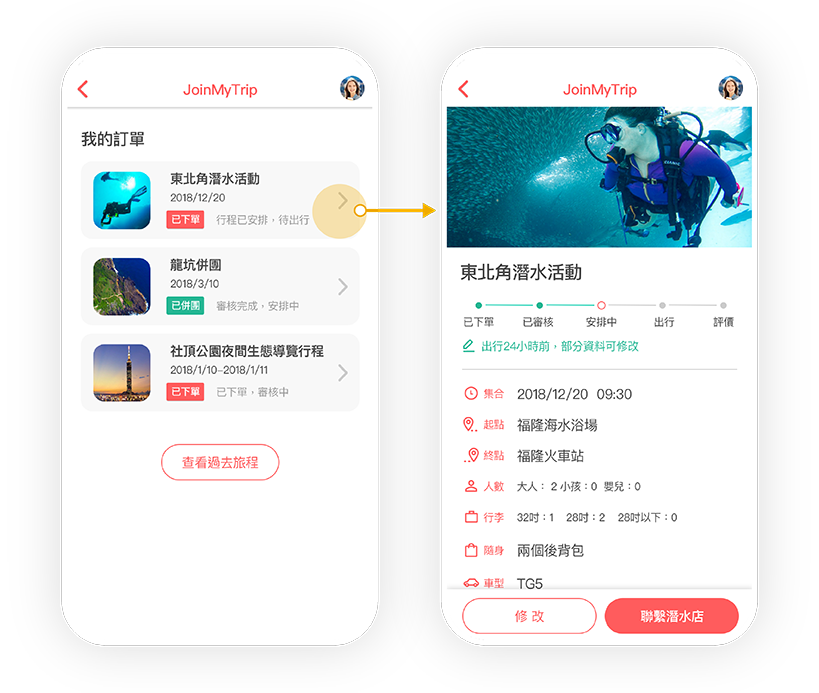 JoinMyTrip
我的訂單
東北角潛水活動
2018/12/20
已下單 行程已安排，待出行
龍坑併團
2018/3/10
已併團 審核完成，安排中
社頂公園夜間生態導覽行程
2018/1/10-2018/1/11
已下單 已下單，審核中
查看過去旅程
JoinMyTrip
東北角潛水活動
已下單 已審核 安排中 出行 評價
出行24小時前，部分資料可修改
集合 2018/12/20 09:30
起點 福隆海水浴場
終點 福隆火車站
人數 大人：2 小孩：0 嬰兒：0
行李 32吋：1 28吋：2 28吋以下：0
隨身 兩個後背包
車型 TG5
修改 聯繫潛水店